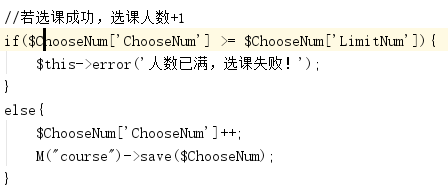 //若选课成功，选课人数+1
if($ChooseNum['ChooseNum'] >= $ChooseNum['LimitNum']){
    $this->error('人数已满，选课失败！');
}
else{
    $ChooseNum['ChooseNum']++;
    M("course")->save($ChooseNum);